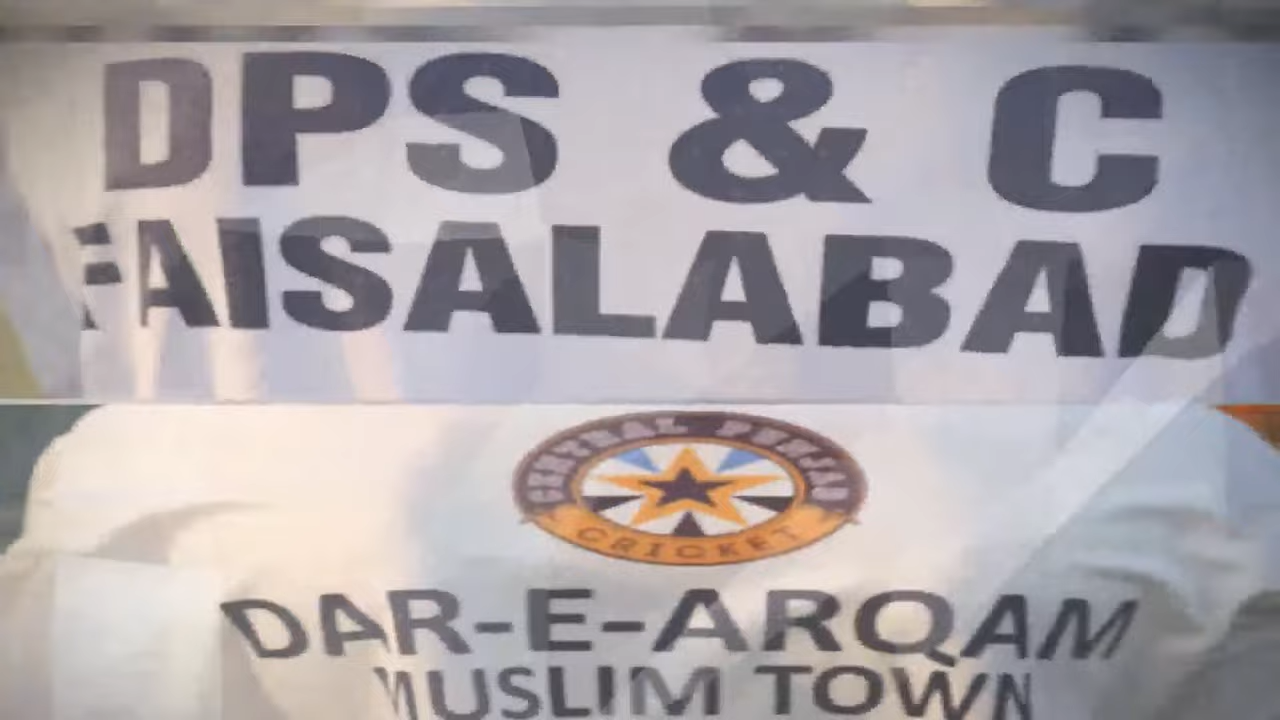 DPS & C
FAISALABAD
CENTRAL PUNJAB
CRICKET
DAR-E-ARQAM
MUSLIM TOWN